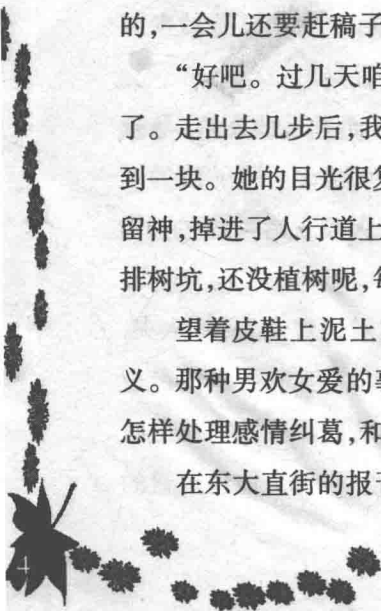 的,一会儿还要赶稿子
“好吧。过几天咱
了。走出去几步后,我
到一块。她的目光很
留神,掉进了人行道上
排树坑,还没植树呢,
望着皮鞋上泥土
义。那种男欢女爱的
怎样处理感情纠葛,和
在东大直街的报
4